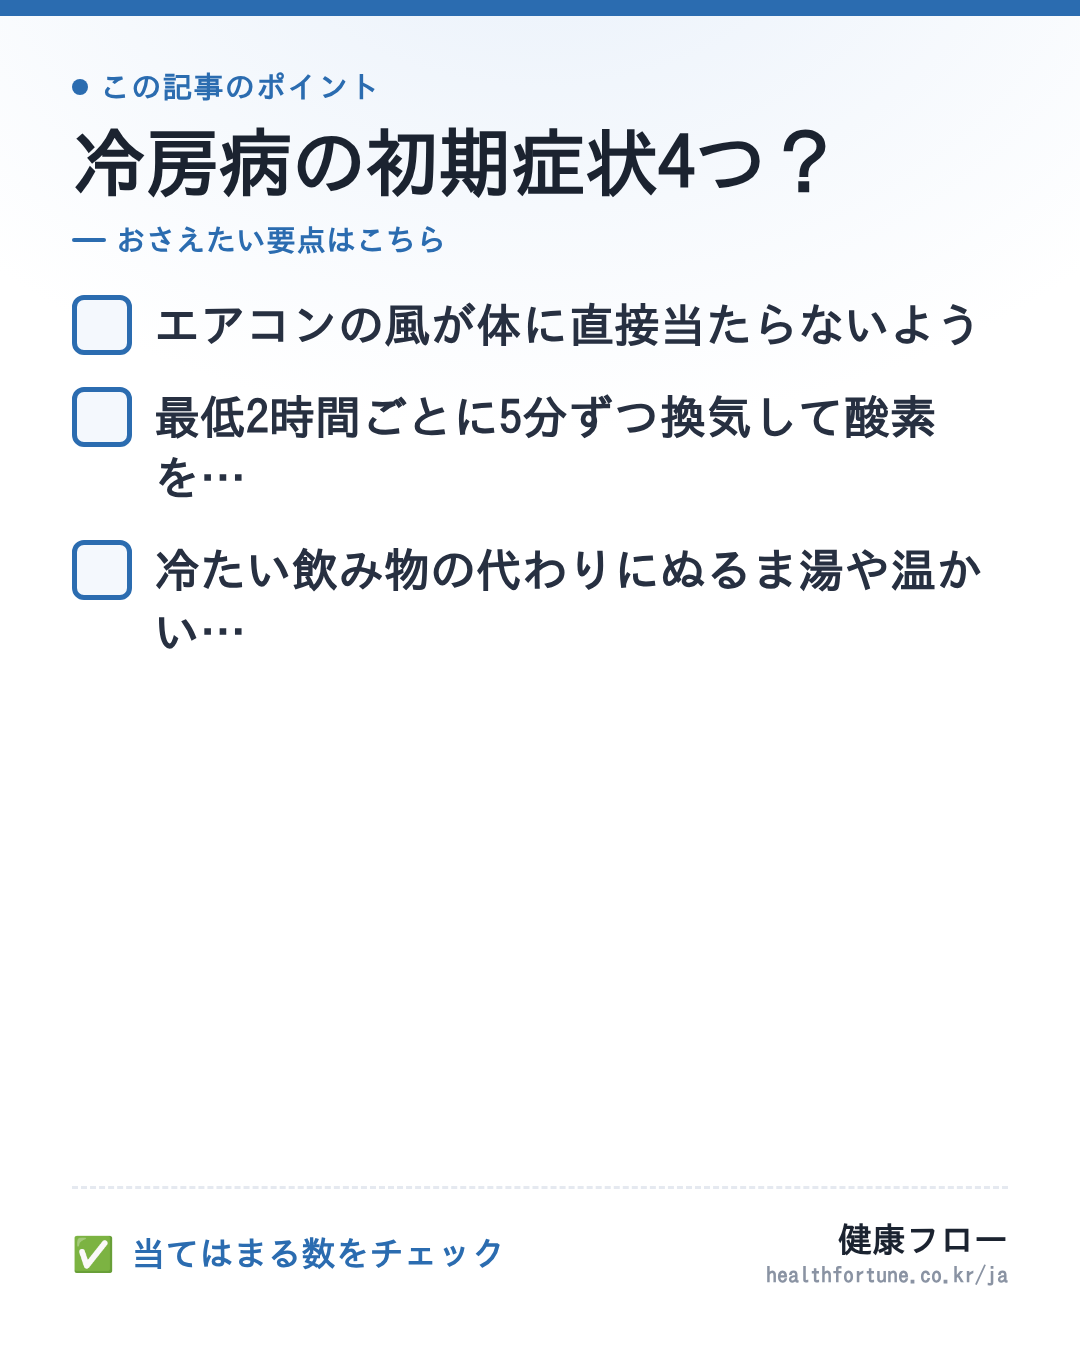 この記事のポイント
冷房病の初期症状4つ？
おさえたい要点はこちら
エアコンの風が体に直接当たらないよう
最低2時間ごとに5分ずつ換気して酸素
を…
冷たい飲み物の代わりにぬるま湯や温か
い…
✅ 当てはまる数をチェック
健康フロー
healthfortune.co.kr/ja